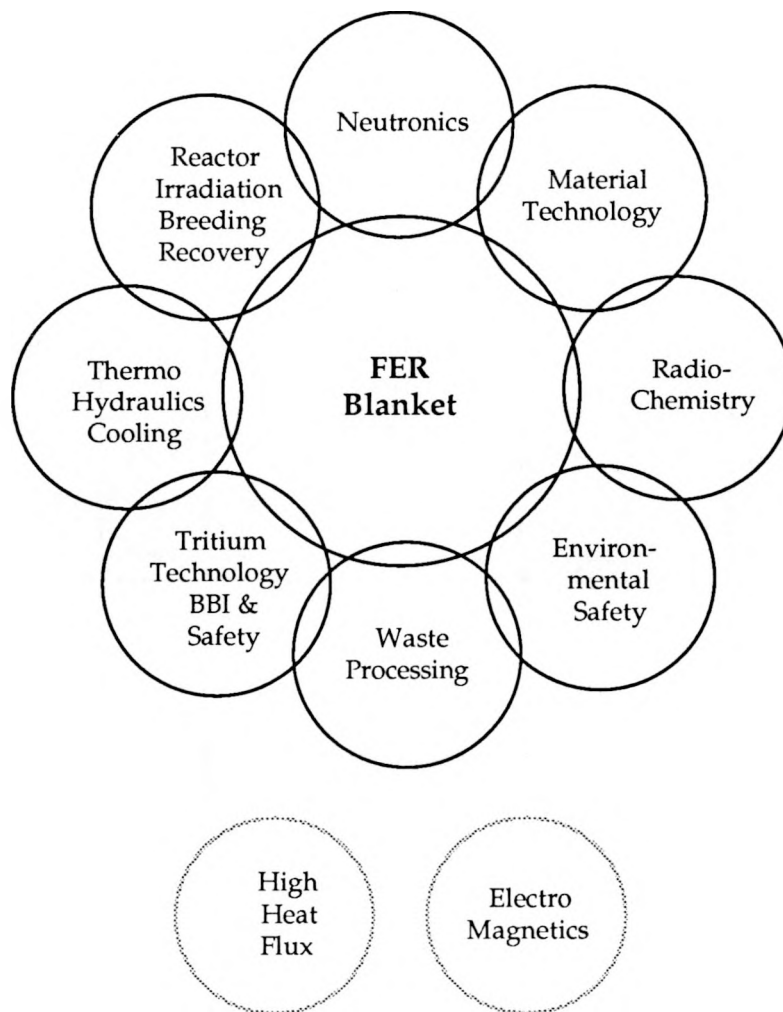 Neutronics
Reactor
Irradiation
Breeding
Recovery
Material
Technology
Thermo
Hydraulics
Cooling
FER
Blanket
Radio-
Chemistry
Tritium
Technology
BBI &
Safety
Waste
Processing
Environ-
mental
Safety
High
Heat
Flux
Electro
Magnetics